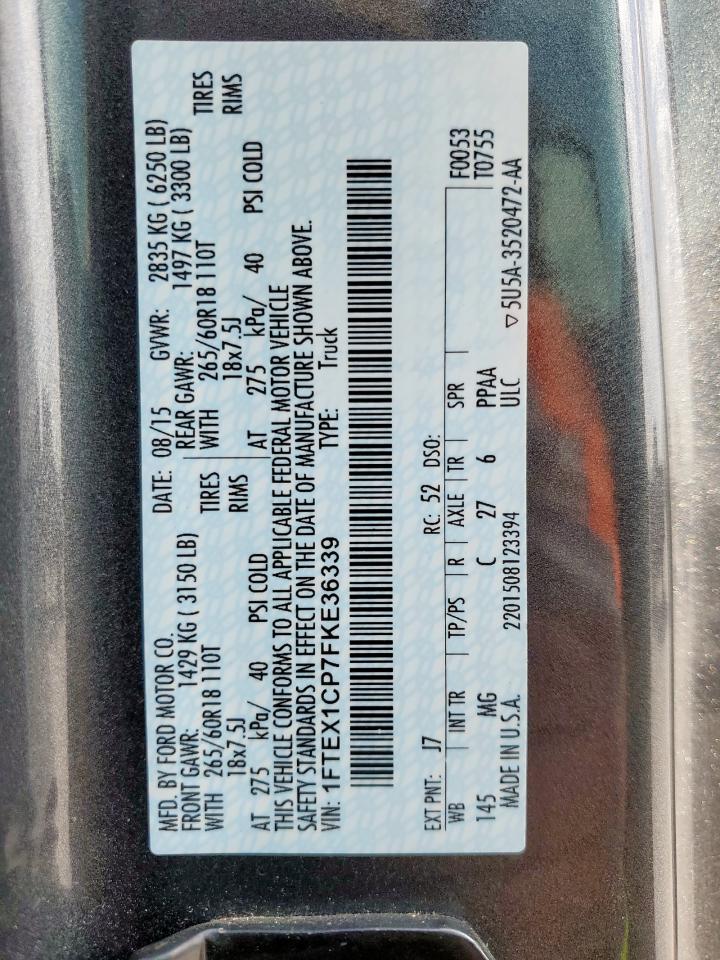 MFD. BY FORD MOTOR CO. DATE: 08/15 GVWR: 2835 KG ( 6250 LB)
FRONT GAWR: 1429 KG ( 3150 LB) REAR GAWR: 1497 KG ( 3300 LB)
WITH 265/60R18 110T TIRES WITH 265/60R18 110T TIRES
18x7.5J RIMS 18x7.5J RIMS
AT 275 kPa/ 40 PSI COLD AT 275 kPa/ 40 PSI COLD
THIS VEHICLE CONFORMS TO ALL APPLICABLE FEDERAL MOTOR VEHICLE
SAFETY STANDARDS IN EFFECT ON THE DATE OF MANUFACTURE SHOWN ABOVE.
VIN: 1FTEX1CP7FKE36339 TYPE: Truck
EXT PNT: J7 RC: 52 DSO: F0053
WB INT TR TP/PS R AXLE TR SPR T0755
145 MG C 27 6 PPAA
MADE IN U.S.A. 2201508123394 ULC ▽ 5U5A-3520472-AA